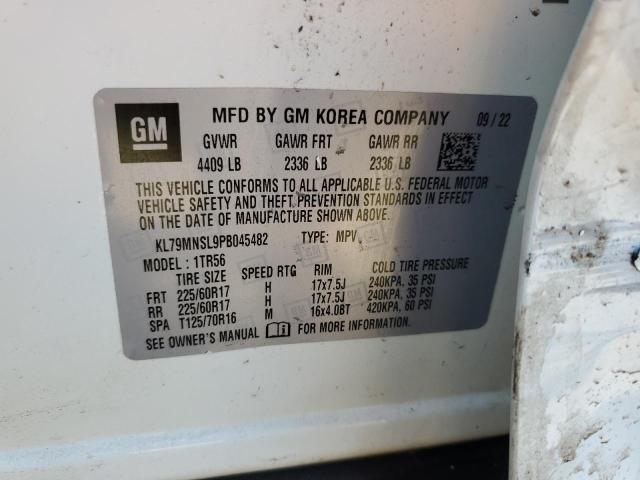 GM
MFD BY GM KOREA COMPANY 09 / 22
GVWR GAWR FRT GAWR RR
4409 LB 2336 LB 2336 LB
THIS VEHICLE CONFORMS TO ALL APPLICABLE U.S. FEDERAL MOTOR
VEHICLE SAFETY AND THEFT PREVENTION STANDARDS IN EFFECT
ON THE DATE OF MANUFACTURE SHOWN ABOVE.
KL79MNSL9PB045482 TYPE: MPV
MODEL : 1TR56
TIRE SIZE SPEED RTG RIM COLD TIRE PRESSURE
FRT 225/60R17 H 17x7.5J 240KPA, 35 PSI
RR 225/60R17 H 17x7.5J 240KPA, 35 PSI
SPA T125/70R16 M 16x4.0BT 420KPA, 60 PSI
SEE OWNER'S MANUAL FOR MORE INFORMATION